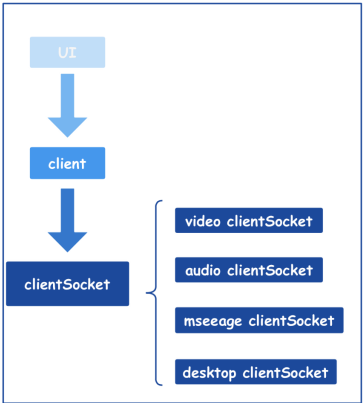 UI
client
clientSocket
video clientSocket
audio clientSocket
mseeage clientSocket
desktop clientSocket